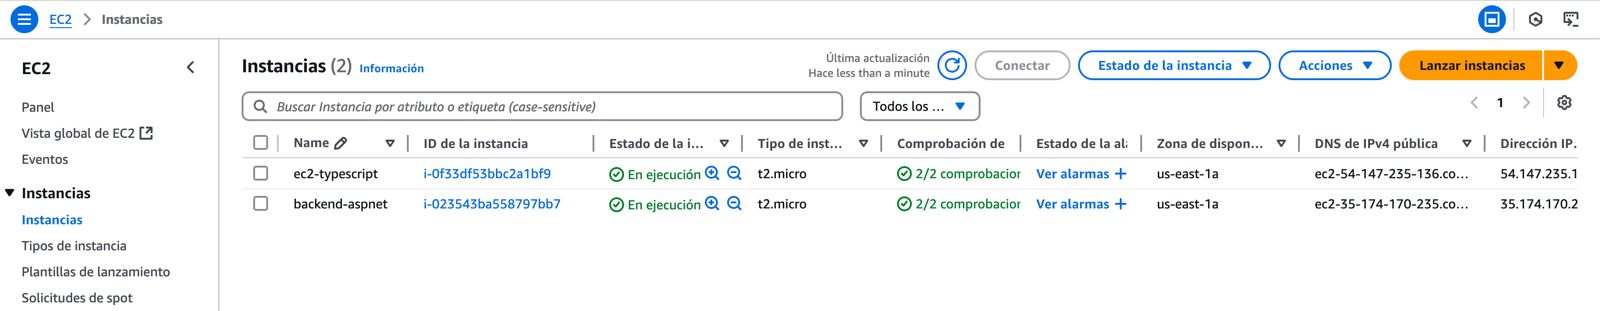 EC2 > Instancias
EC2
Panel
Vista global de EC2
Eventos
Instancias
Instancias
Tipos de instancia
Plantillas de lanzamiento
Solicitudes de spot
Instancias (2) Información
Última actualización
Hace less than a minute
Conectar
Estado de la instancia
Acciones
Lanzar instancias
Buscar Instancia por atributo o etiqueta (case-sensitive)
Todos los ...
1
Name ID de la instancia Estado de la i... Tipo de inst... Comprobación de Estado de la al Zona de dispon... DNS de IPv4 pública Dirección IP...
ec2-typescript i-0f33df53bbc2a1bf9 En ejecución t2.micro 2/2 comprobacion Ver alarmas + us-east-1a ec2-54-147-235-136.co... 54.147.235.1
backend-aspnet i-023543ba558797bb7 En ejecución t2.micro 2/2 comprobacion Ver alarmas + us-east-1a ec2-35-174-170-235.co... 35.174.170.2